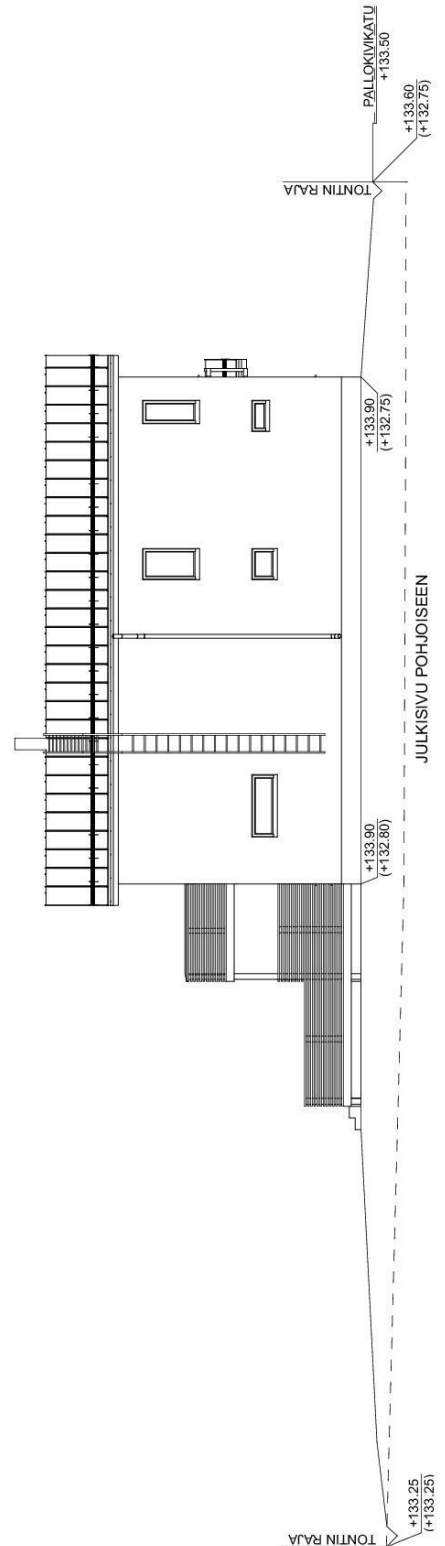 TONTIN RAJA
+133.25
(+133.25)
+133.90
(+132.80)
JULKISIVU POHJOISEEN
+133.90
(+132.75)
TONTIN RAJA
+133.60
(+132.75)
PALLOKIVIKATU
+133.50